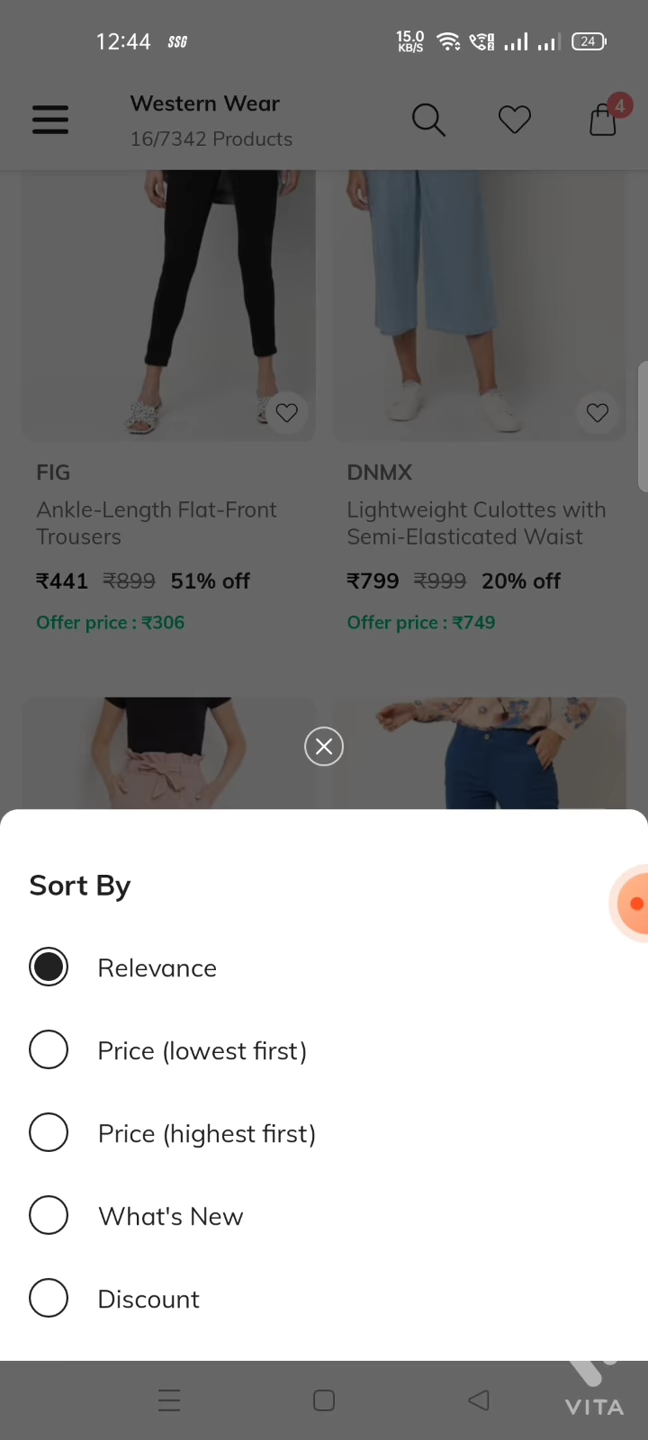 12:44 SSG 15.0 KB/S 24
Western Wear
16/7342 Products
4
FIG
Ankle-Length Flat-Front
Trousers
₹441 ₹899 51% off
Offer price : ₹306
DNMX
Lightweight Culottes with
Semi-Elasticated Waist
₹799 ₹999 20% off
Offer price : ₹749
Sort By
Relevance
Price (lowest first)
Price (highest first)
What's New
Discount
VITA